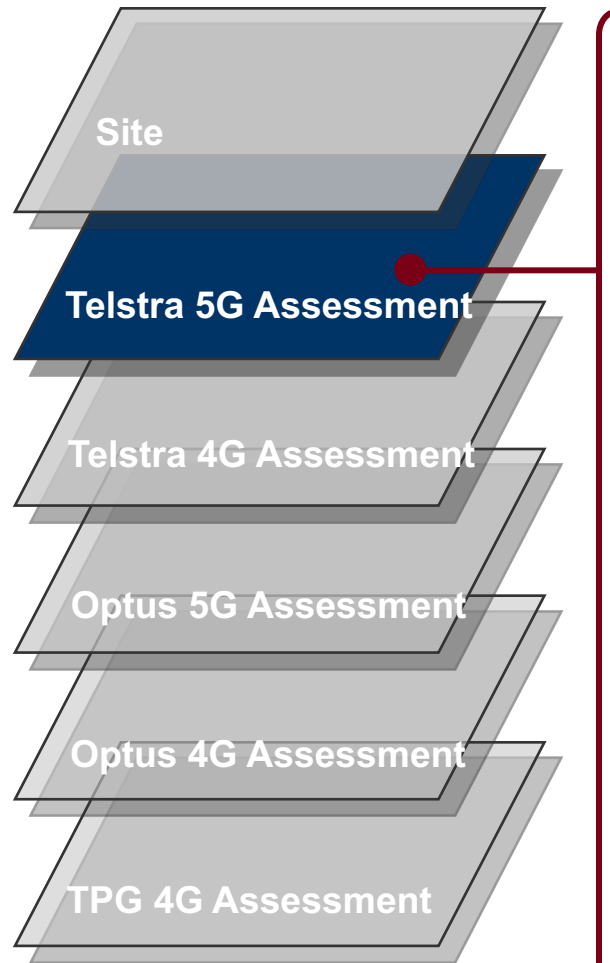 Site
Telstra 5G Assessment
Telstra 4G Assessment
Optus 5G Assessment
Optus 4G Assessment
TPG 4G Assessment